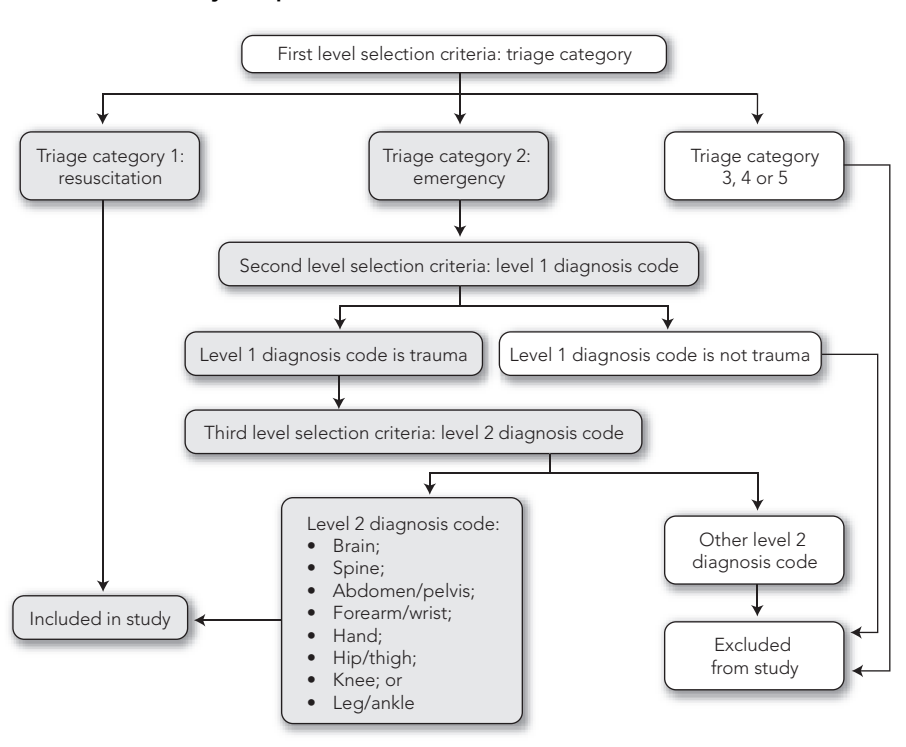 First level selection criteria: triage category
Triage category 1:
resuscitation
Triage category 2:
emergency
Triage category
3, 4 or 5
Second level selection criteria: level 1 diagnosis code
Level 1 diagnosis code is trauma
Level 1 diagnosis code is not trauma
Third level selection criteria: level 2 diagnosis code
Level 2 diagnosis code:
• Brain;
• Spine;
• Abdomen/pelvis;
• Forearm/wrist;
• Hand;
• Hip/thigh;
• Knee; or
• Leg/ankle
Other level 2
diagnosis code
Included in study
Excluded
from study